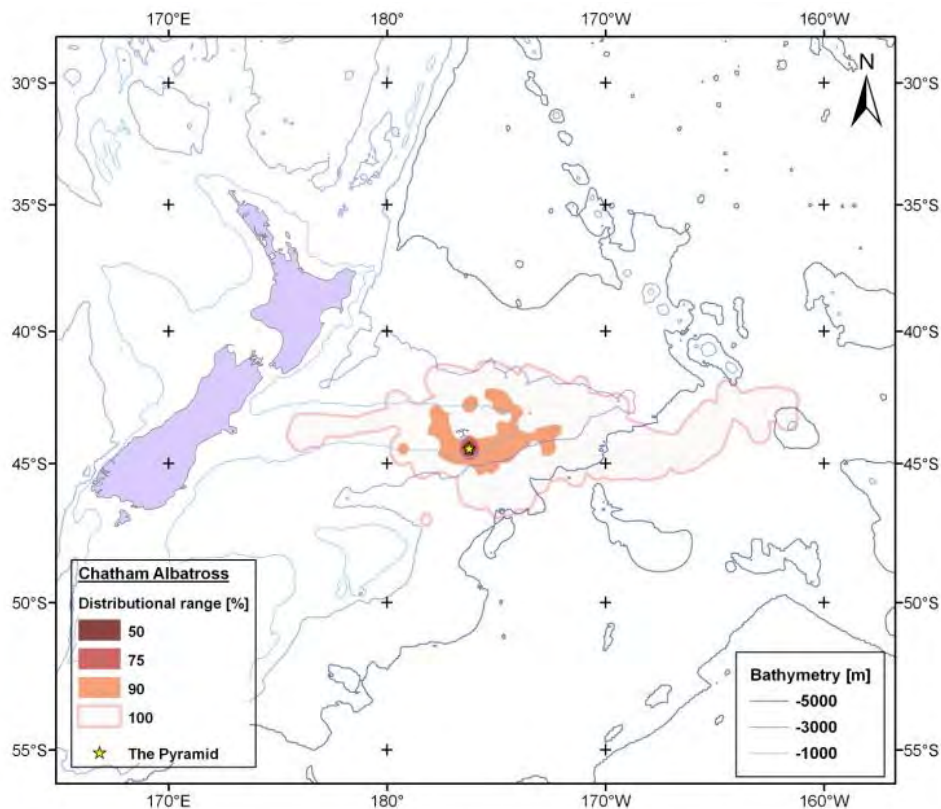 170°E 180° 170°W 160°W
N
30°S 30°S
35°S 35°S
40°S 40°S
45°S 45°S
50°S 50°S
55°S 55°S
Chatham Albatross
Distributional range [%]
50
75
90
100
The Pyramid
Bathymetry [m]
-5000
-3000
-1000
170°E 180° 170°W 160°W